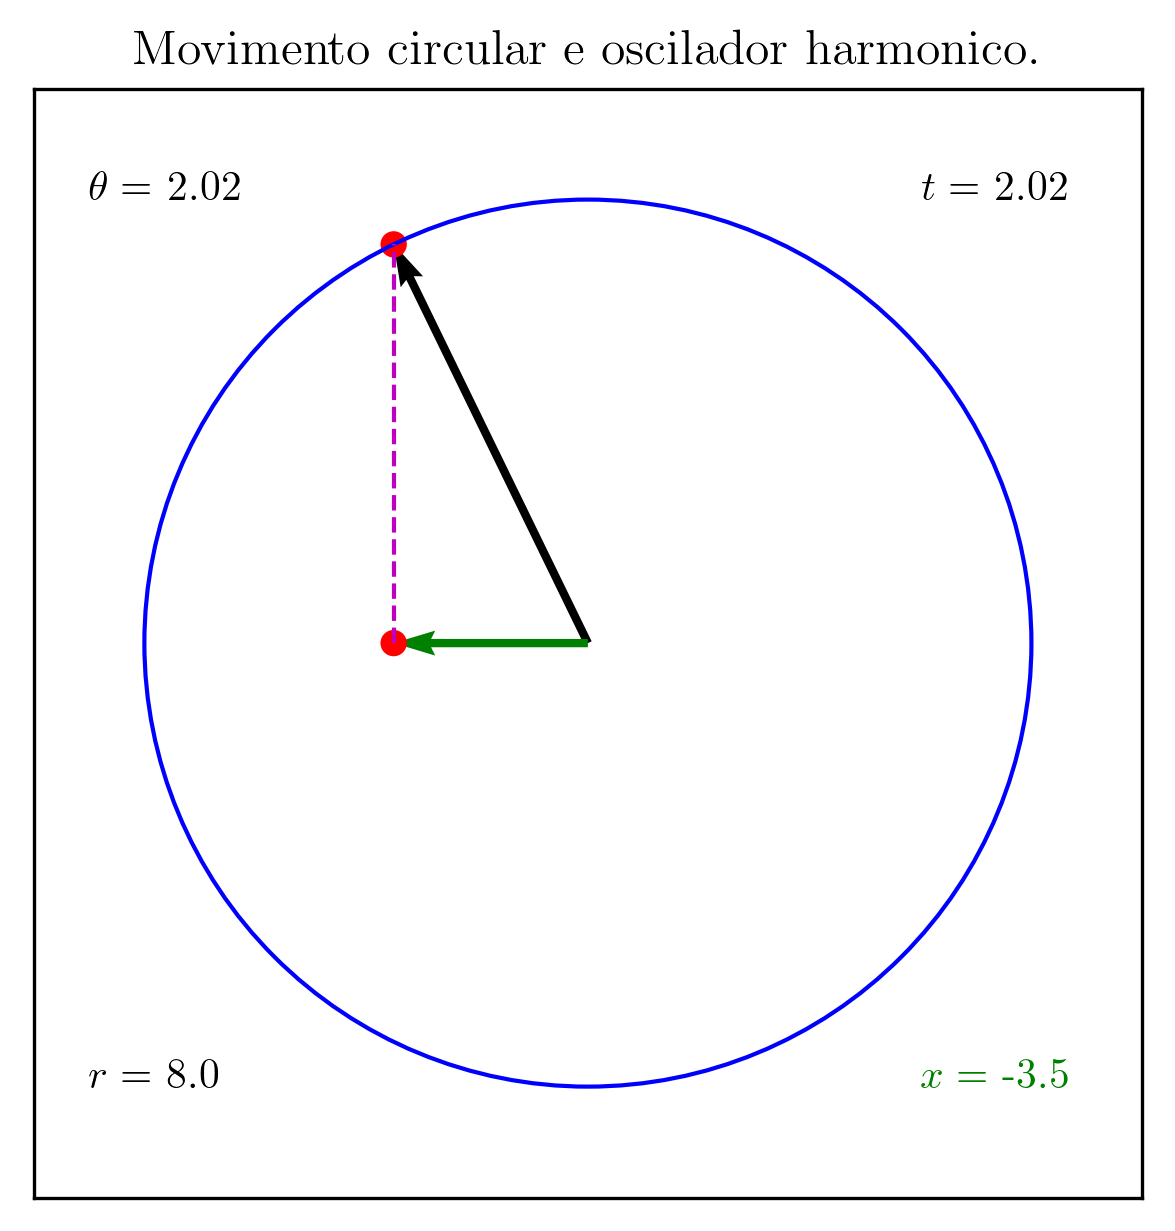 Movimento circular e oscilador harmonico.
θ = 2.02
t = 2.02
r = 8.0
x = -3.5